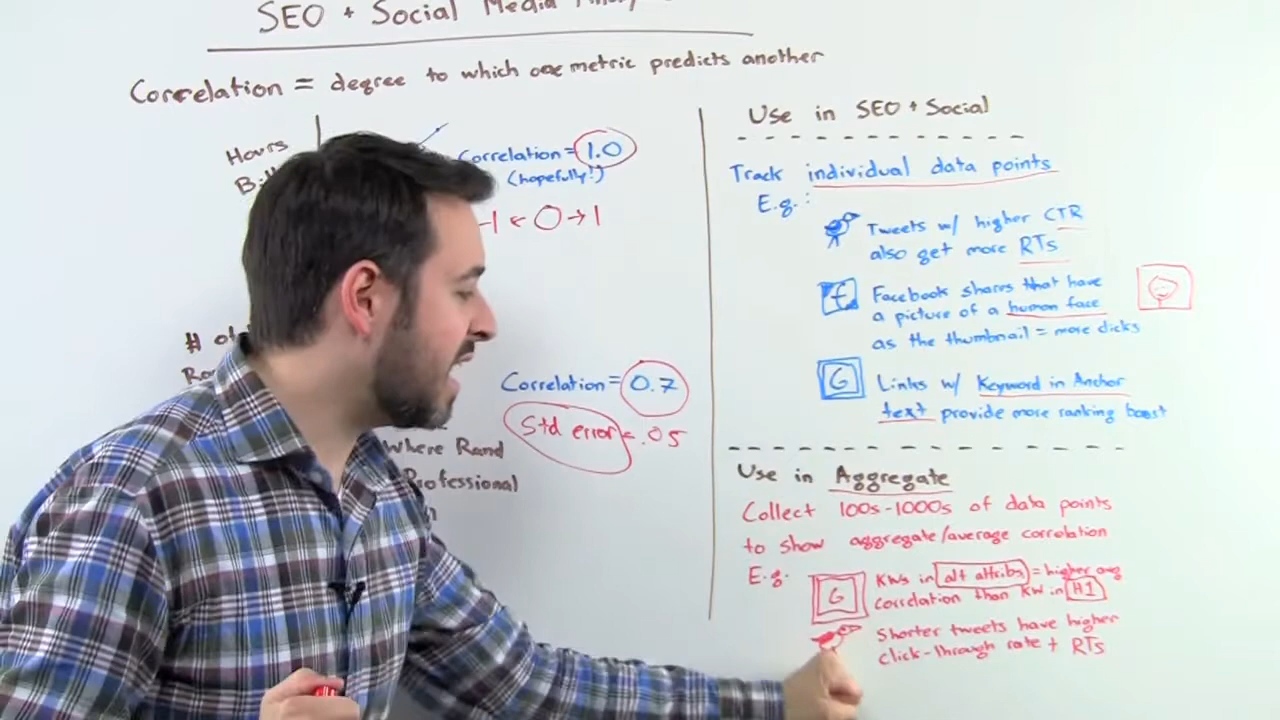 SEO + Social Media
Correlation = degree to which one metric predicts another
Hours
Correlation = 1.0
(hopefully!)
-1 ← 0 → 1
# of
Correlation = 0.7
Std error = .05
Where Rand
Professional
Use in SEO + Social
Track individual data points
E.g.:
Tweets w/ higher CTR
also get more RTs
f
Facebook shares that have
a picture of a human face
as the thumbnail = more clicks
G
Links w/ Keyword in Anchor
text provide more ranking boost
Use in Aggregate
Collect 100s-1000s of data points
to show aggregate/average correlation
E.g.
G
KWs in alt attribs = higher avg
correlation than KW in H1
Shorter tweets have higher
click-through rate + RTs